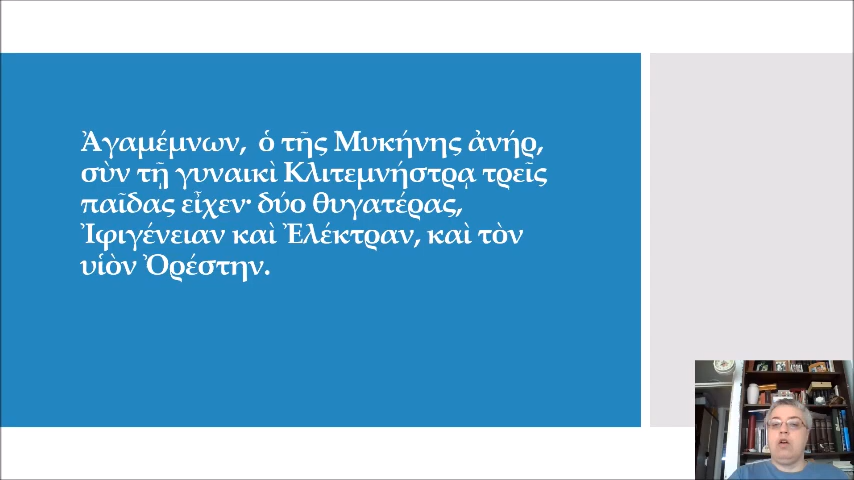 Ἀγαμέμνων, ὁ τῆς Μυκήνης ἀνήρ,
σὺν τῇ γυναικὶ Κλιτεμνήστρᾳ τρεῖς
παῖδας εἶχεν· δύο θυγατέρας,
Ἰφιγένειαν καὶ Ἐλέκτραν, καὶ τὸν
υἱὸν Ὀρέστην.